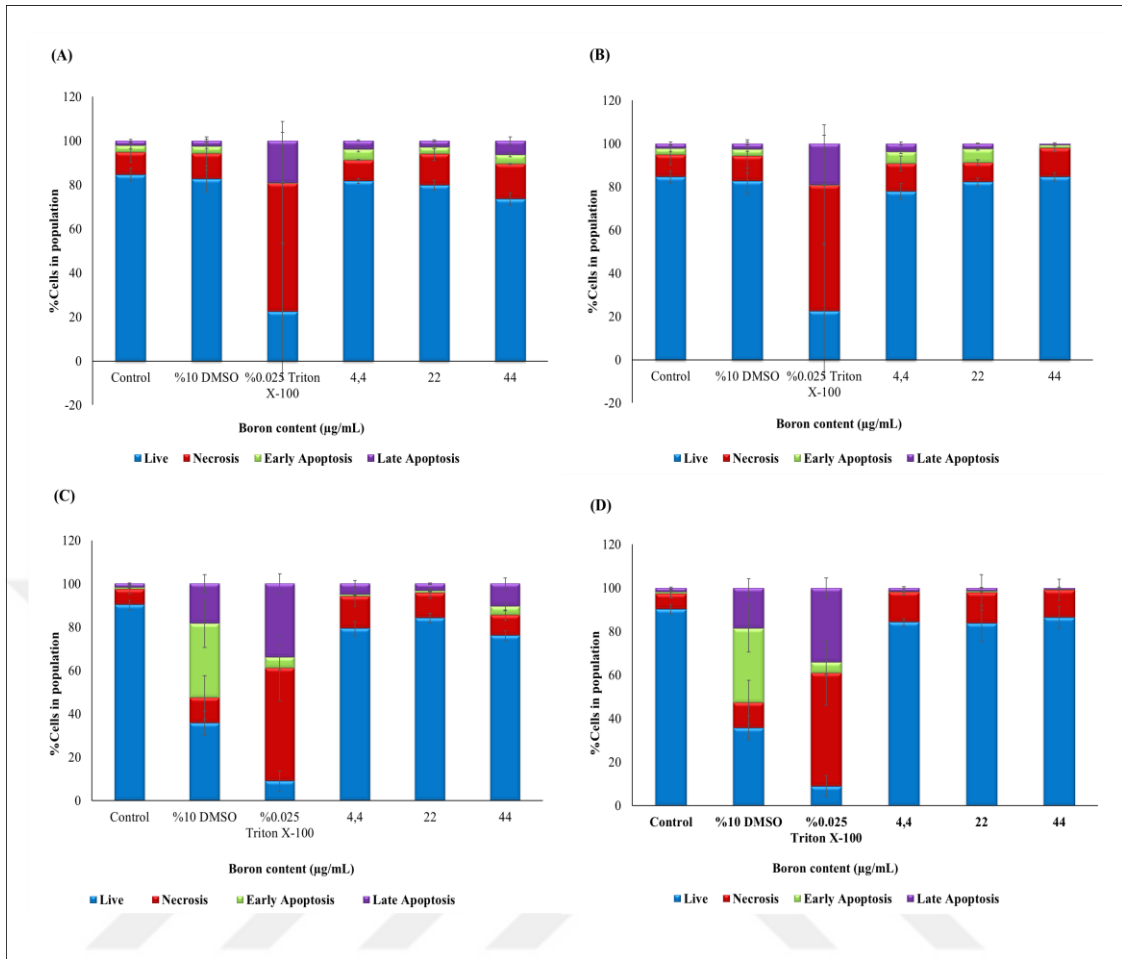 (A)
120
100
80
60
40
20
0
-20
%Cells in population
Control %10 DMSO %0.025 Triton X-100 4,4 22 44
Boron content (µg/mL)
Live Necrosis Early Apoptosis Late Apoptosis
(B)
120
100
80
60
40
20
0
-20
%Cells in population
Control %10 DMSO %0.025 Triton X-100 4,4 22 44
Boron content (µg/mL)
Live Necrosis Early Apoptosis Late Apoptosis
(C)
120
100
80
60
40
20
0
%Cells in population
Control %10 DMSO %0.025 Triton X-100 4,4 22 44
Boron content (µg/mL)
Live Necrosis Early Apoptosis Late Apoptosis
(D)
120
100
80
60
40
20
0
%Cells in population
Control %10 DMSO %0.025 Triton X-100 4,4 22 44
Boron content (µg/mL)
Live Necrosis Early Apoptosis Late Apoptosis